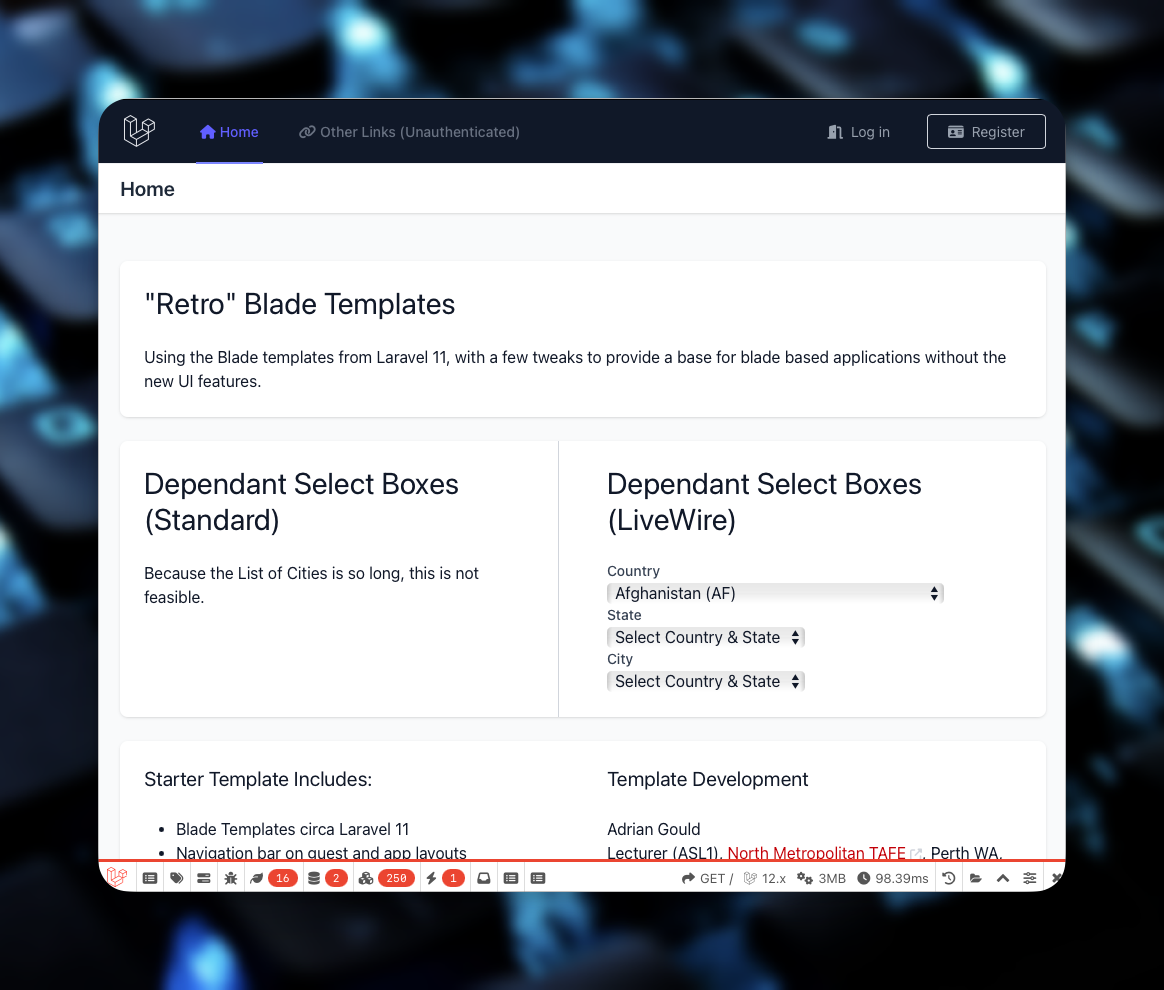 Home
Other Links (Unauthenticated)
Log in
Register
Home
"Retro" Blade Templates
Using the Blade templates from Laravel 11, with a few tweaks to provide a base for blade based applications without the
new UI features.
Dependant Select Boxes
(Standard)
Because the List of Cities is so long, this is not
feasible.
Dependant Select Boxes
(LiveWire)
Country
Afghanistan (AF)
State
Select Country & State
City
Select Country & State
Starter Template Includes:
Blade Templates circa Laravel 11
Navigation bar on guest and app layouts
Template Development
Adrian Gould
Lecturer (ASL1), North Metropolitan TAFE, Perth WA.
16
2
250
1
GET /
12.x
3MB
98.39ms